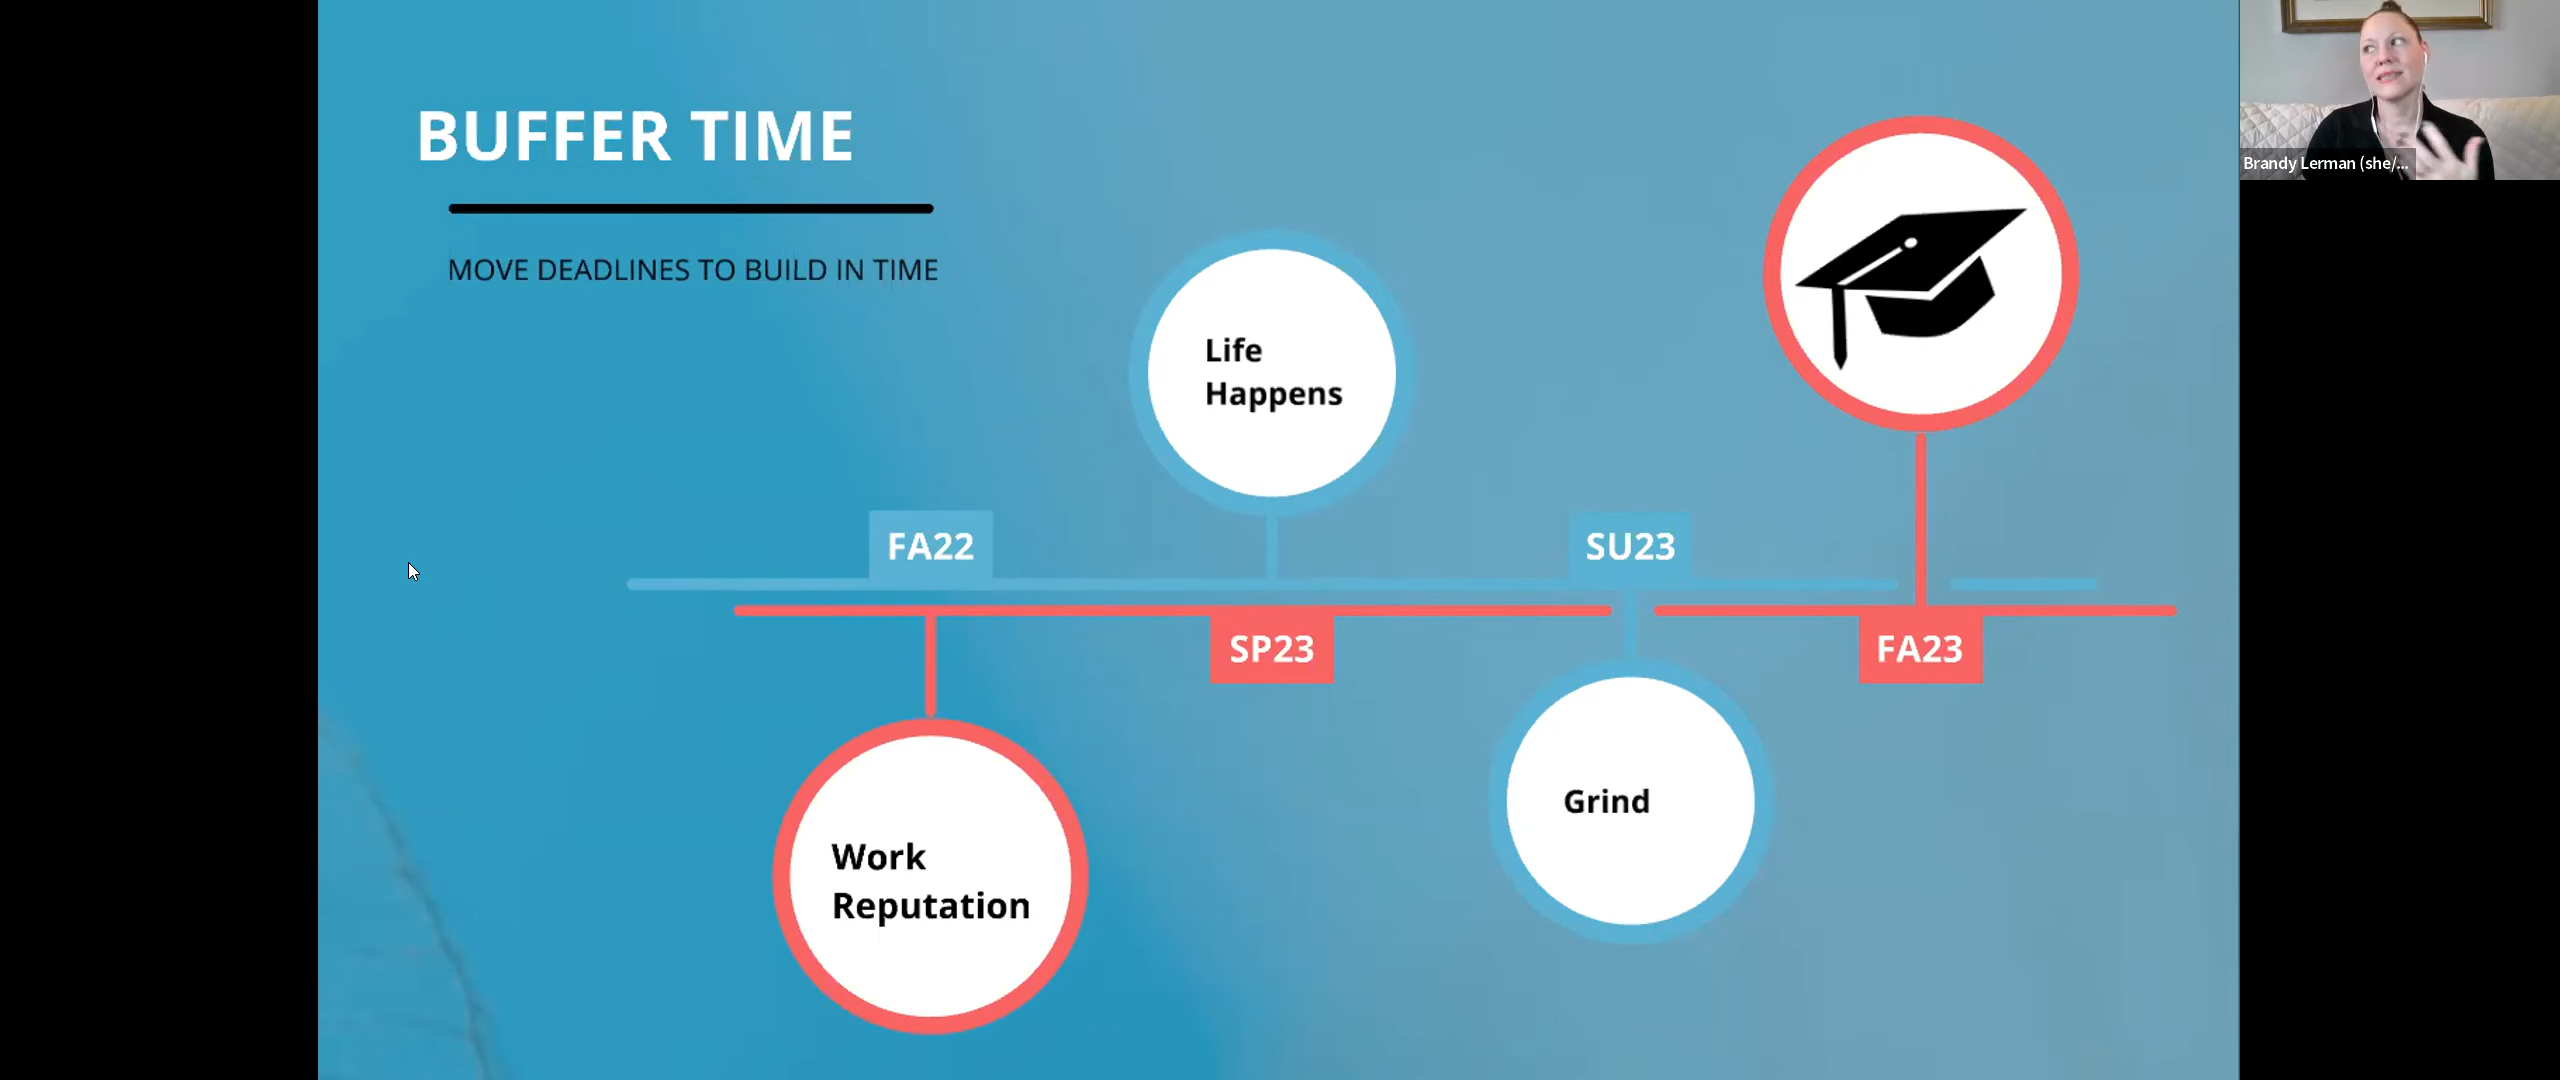 BUFFER TIME
MOVE DEADLINES TO BUILD IN TIME
Brandy Lerman (she/...
Life
Happens
FA22
SU23
SP23
FA23
Work
Reputation
Grind